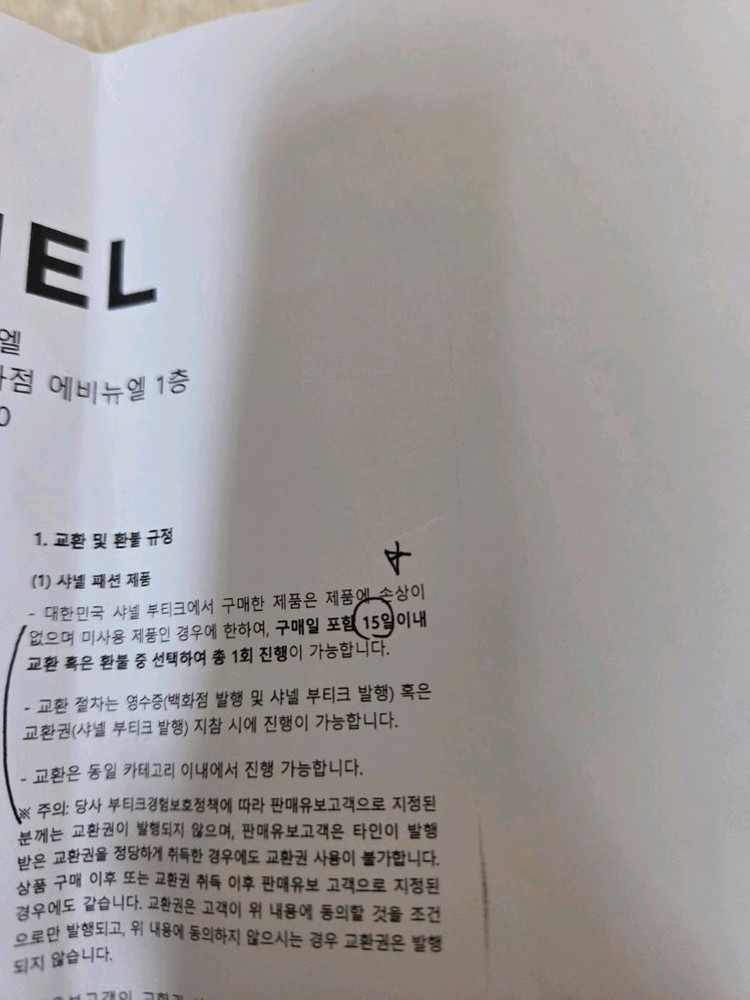 EL
엘
점 에비뉴엘 1층
0
1. 교환 및 환불 규정
(1) 샤넬 패션 제품
- 대한민국 샤넬 부티크에서 구매한 제품은 제품에 손상이
없으며 미사용 제품인 경우에 한하여, 구매일 포함 15일이내
교환 혹은 환불 중 선택하여 총 1회 진행이 가능합니다.
- 교환 절차는 영수증(백화점 발행 및 샤넬 부티크 발행) 혹은
교환권(샤넬 부티크 발행) 지참 시에 진행이 가능합니다.
- 교환은 동일 카테고리 이내에서 진행 가능합니다.
※ 주의: 당사 부티크경험보호정책에 따라 판매유보고객으로 지정된
분께는 교환권이 발행되지 않으며, 판매유보고객은 타인이 발행
받은 교환권을 정당하게 취득한 경우에도 교환권 사용이 불가합니다.
상품 구매 이후 또는 교환권 취득 이후 판매유보 고객으로 지정된
경우에도 같습니다. 교환권은 고객이 위 내용에 동의할 것을 조건
으로만 발행되고, 위 내용에 동의하지 않으시는 경우 교환권은 발행
되지 않습니다.